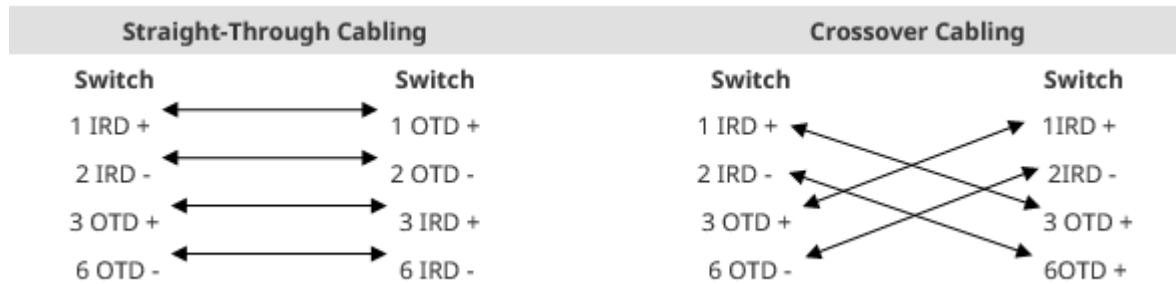 Straight-Through Cabling Crossover Cabling
Switch Switch Switch Switch
1 IRD + 1 OTD + 1 IRD + 1IRD +
2 IRD - 2 OTD - 2 IRD - 2IRD -
3 OTD + 3 IRD + 3 OTD + 3 OTD +
6 OTD - 6 IRD - 6 OTD - 6OTD +